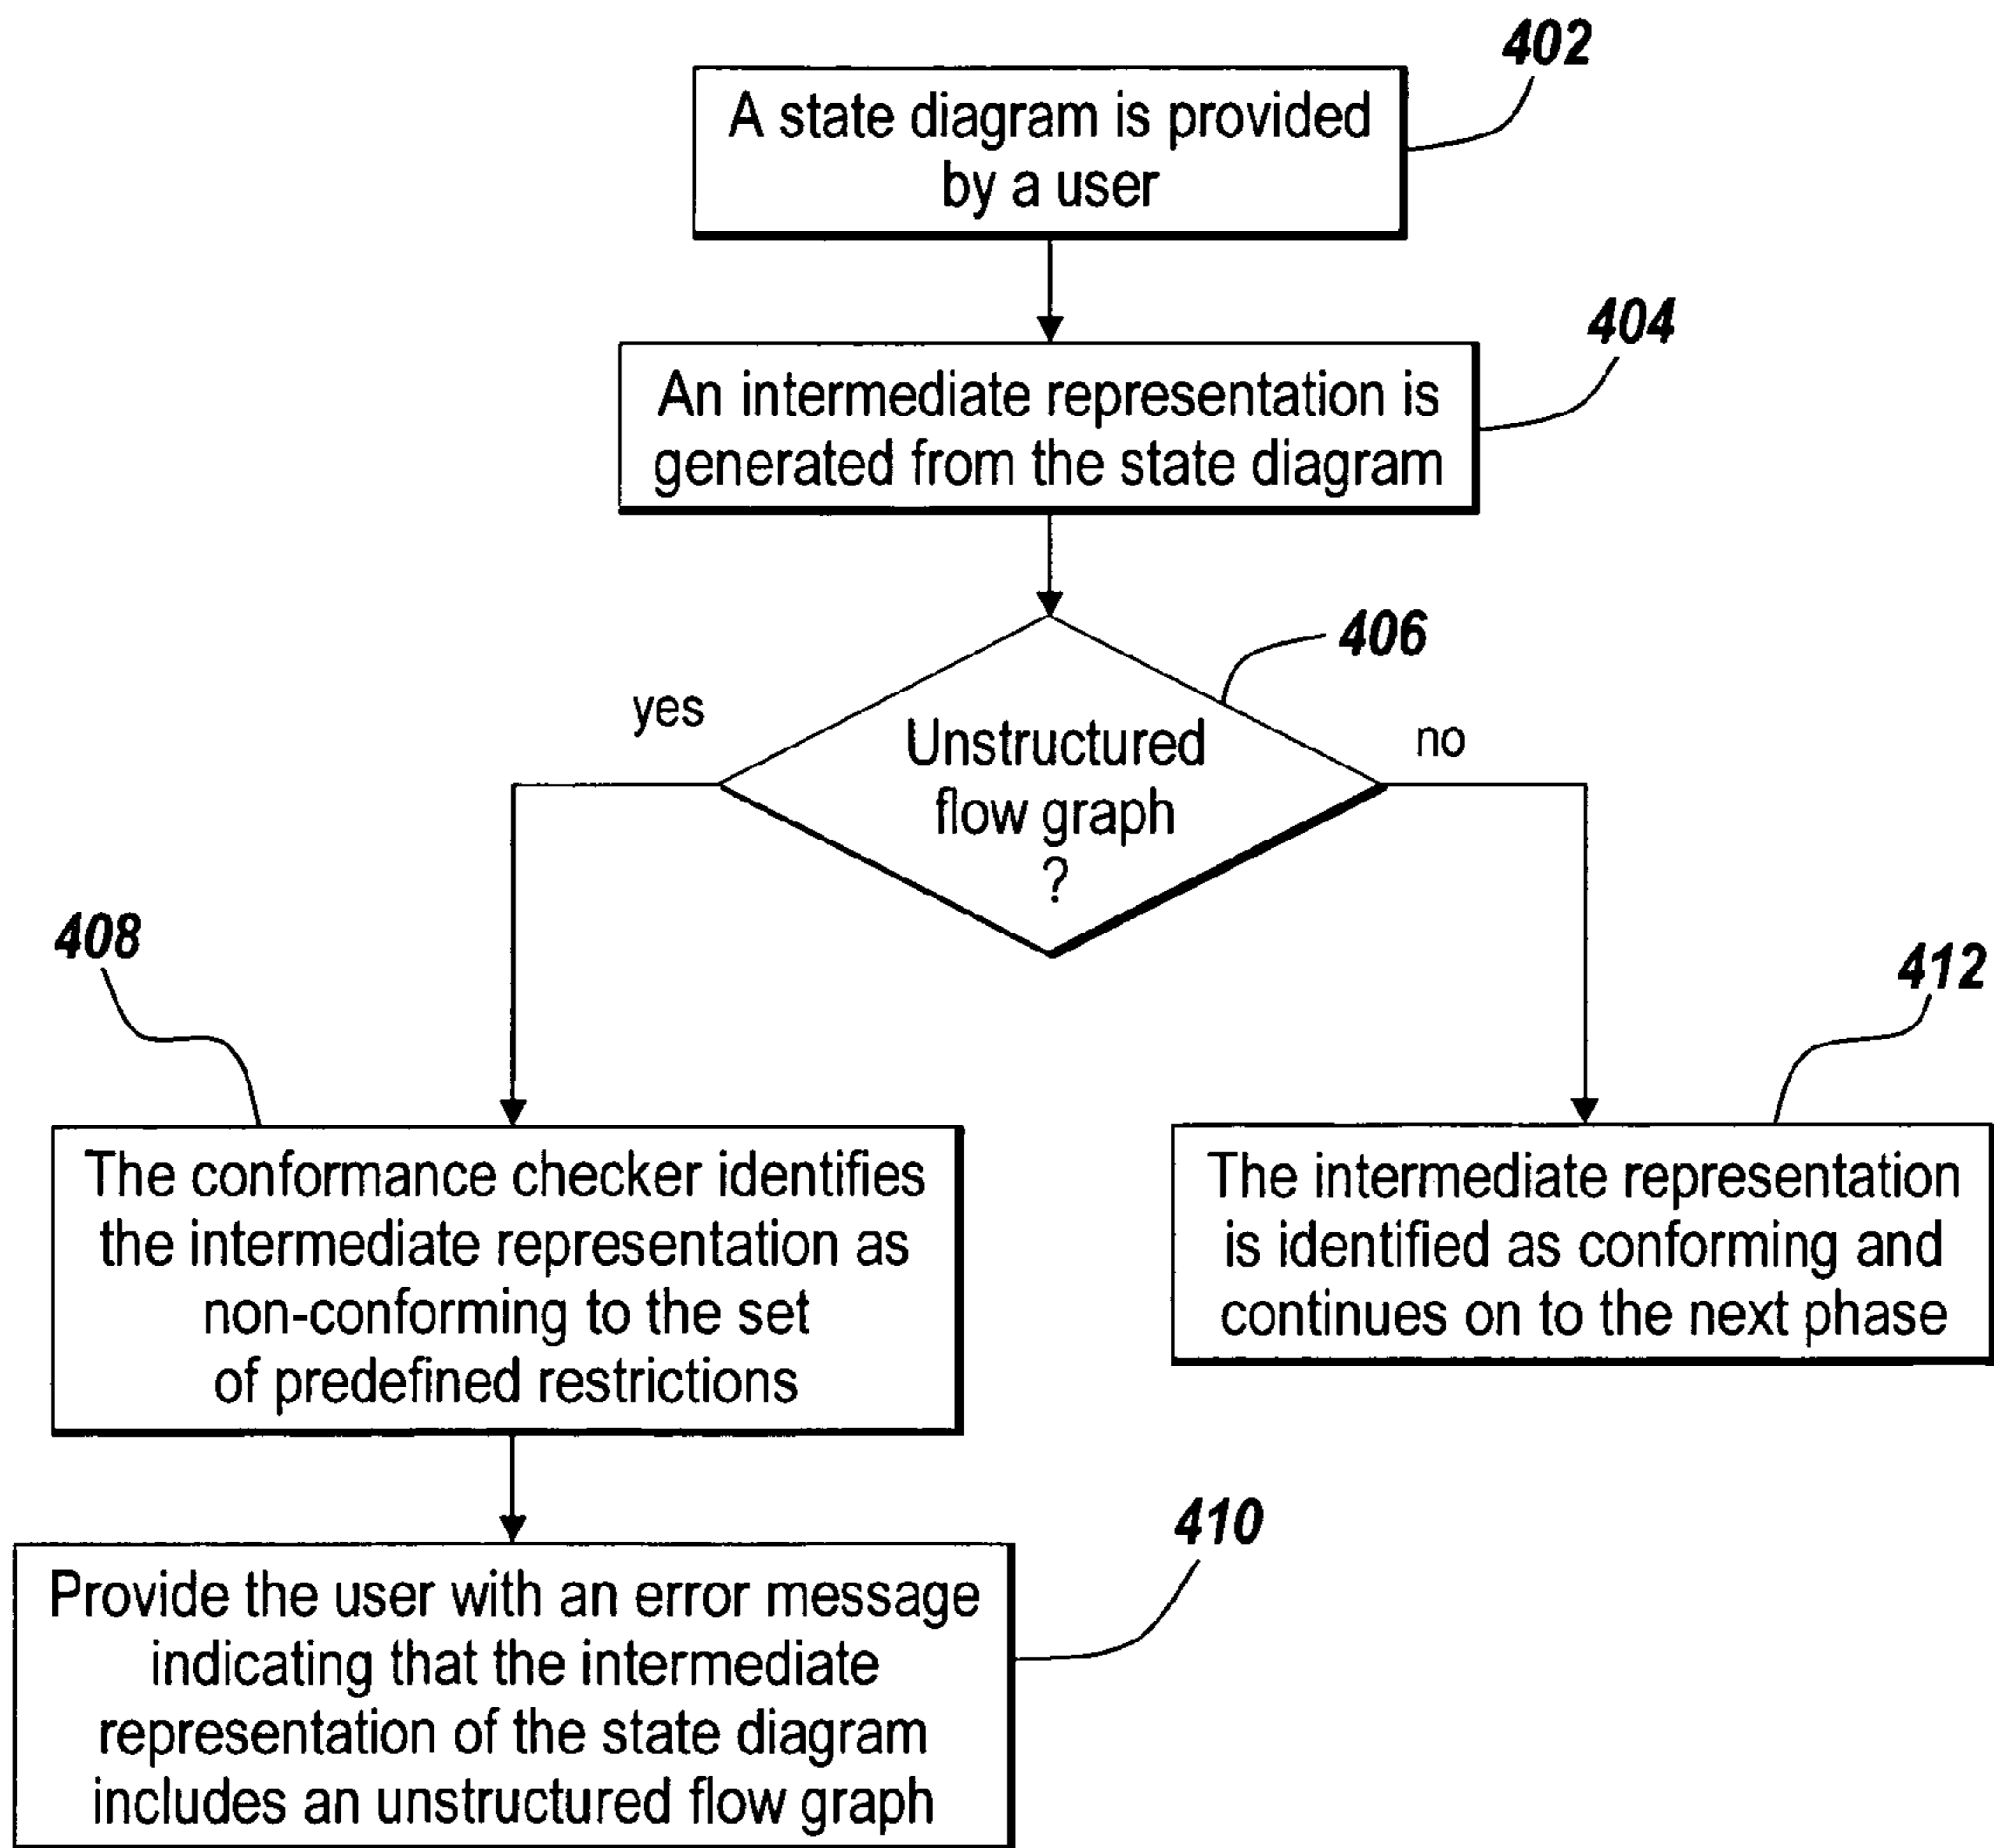 402
A state diagram is provided
by a user
404
An intermediate representation is
generated from the state diagram
406
yes
Unstructured
flow graph
?
no
408
412
The conformance checker identifies
the intermediate representation as
non-conforming to the set
of predefined restrictions
The intermediate representation
is identified as conforming and
continues on to the next phase
410
Provide the user with an error message
indicating that the intermediate
representation of the state diagram
includes an unstructured flow graph